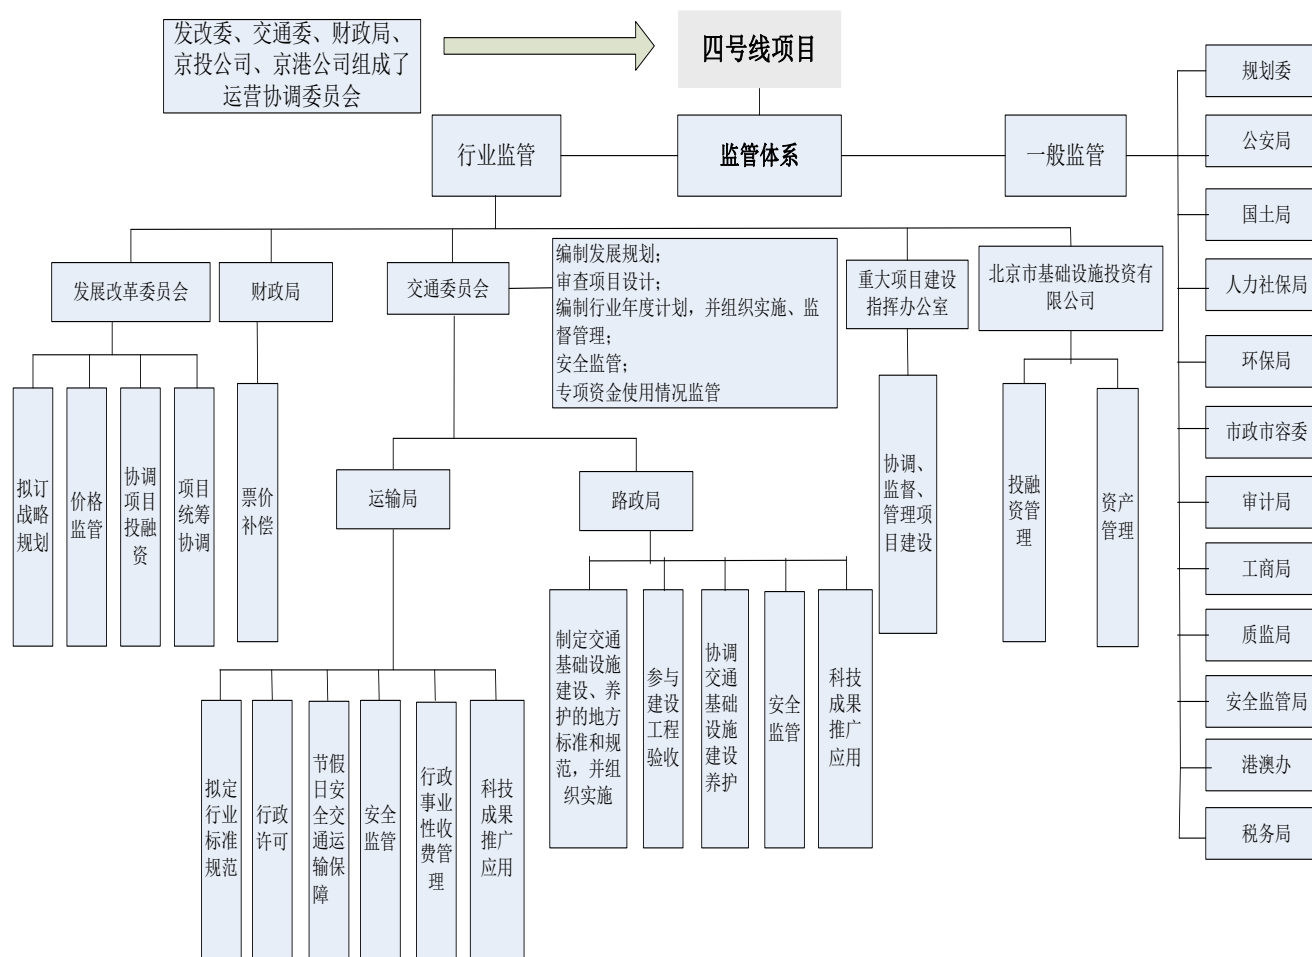 发改委、交通委、财政局、
京投公司、京港公司组成了
运营协调委员会
四号线项目
行业监管
监管体系
一般监管
规划委
公安局
国土局
人力社保局
环保局
市政市容委
审计局
工商局
质监局
安全监管局
港澳办
税务局
发展改革委员会
财政局
交通委员会
编制发展规划；
审查项目设计；
编制行业年度计划，并组织实施、监
督管理；
安全监管；
专项资金使用情况监管
重大项目建设
指挥办公室
北京市基础设施投资有
限公司
拟订
战略
规划
价格
监管
协调
项目
投融
资
项目
统筹
协调
票价
补偿
协调、
监督、
管理项
目建设
投融
资管
理
资产
管理
运输局
路政局
拟定
行业
标准
规范
行政
许可
节假
日安
全交
通运
输保
障
安全
监管
行政
事业
性收
费管
理
科技
成果
推广
应用
制定交通
基础设施
建设、养
护的地方
标准和规
范，并组
织实施
参与
建设
工程
验收
协调
交通
基础
设施
建设
养护
安全
监管
科技
成果
推广
应用